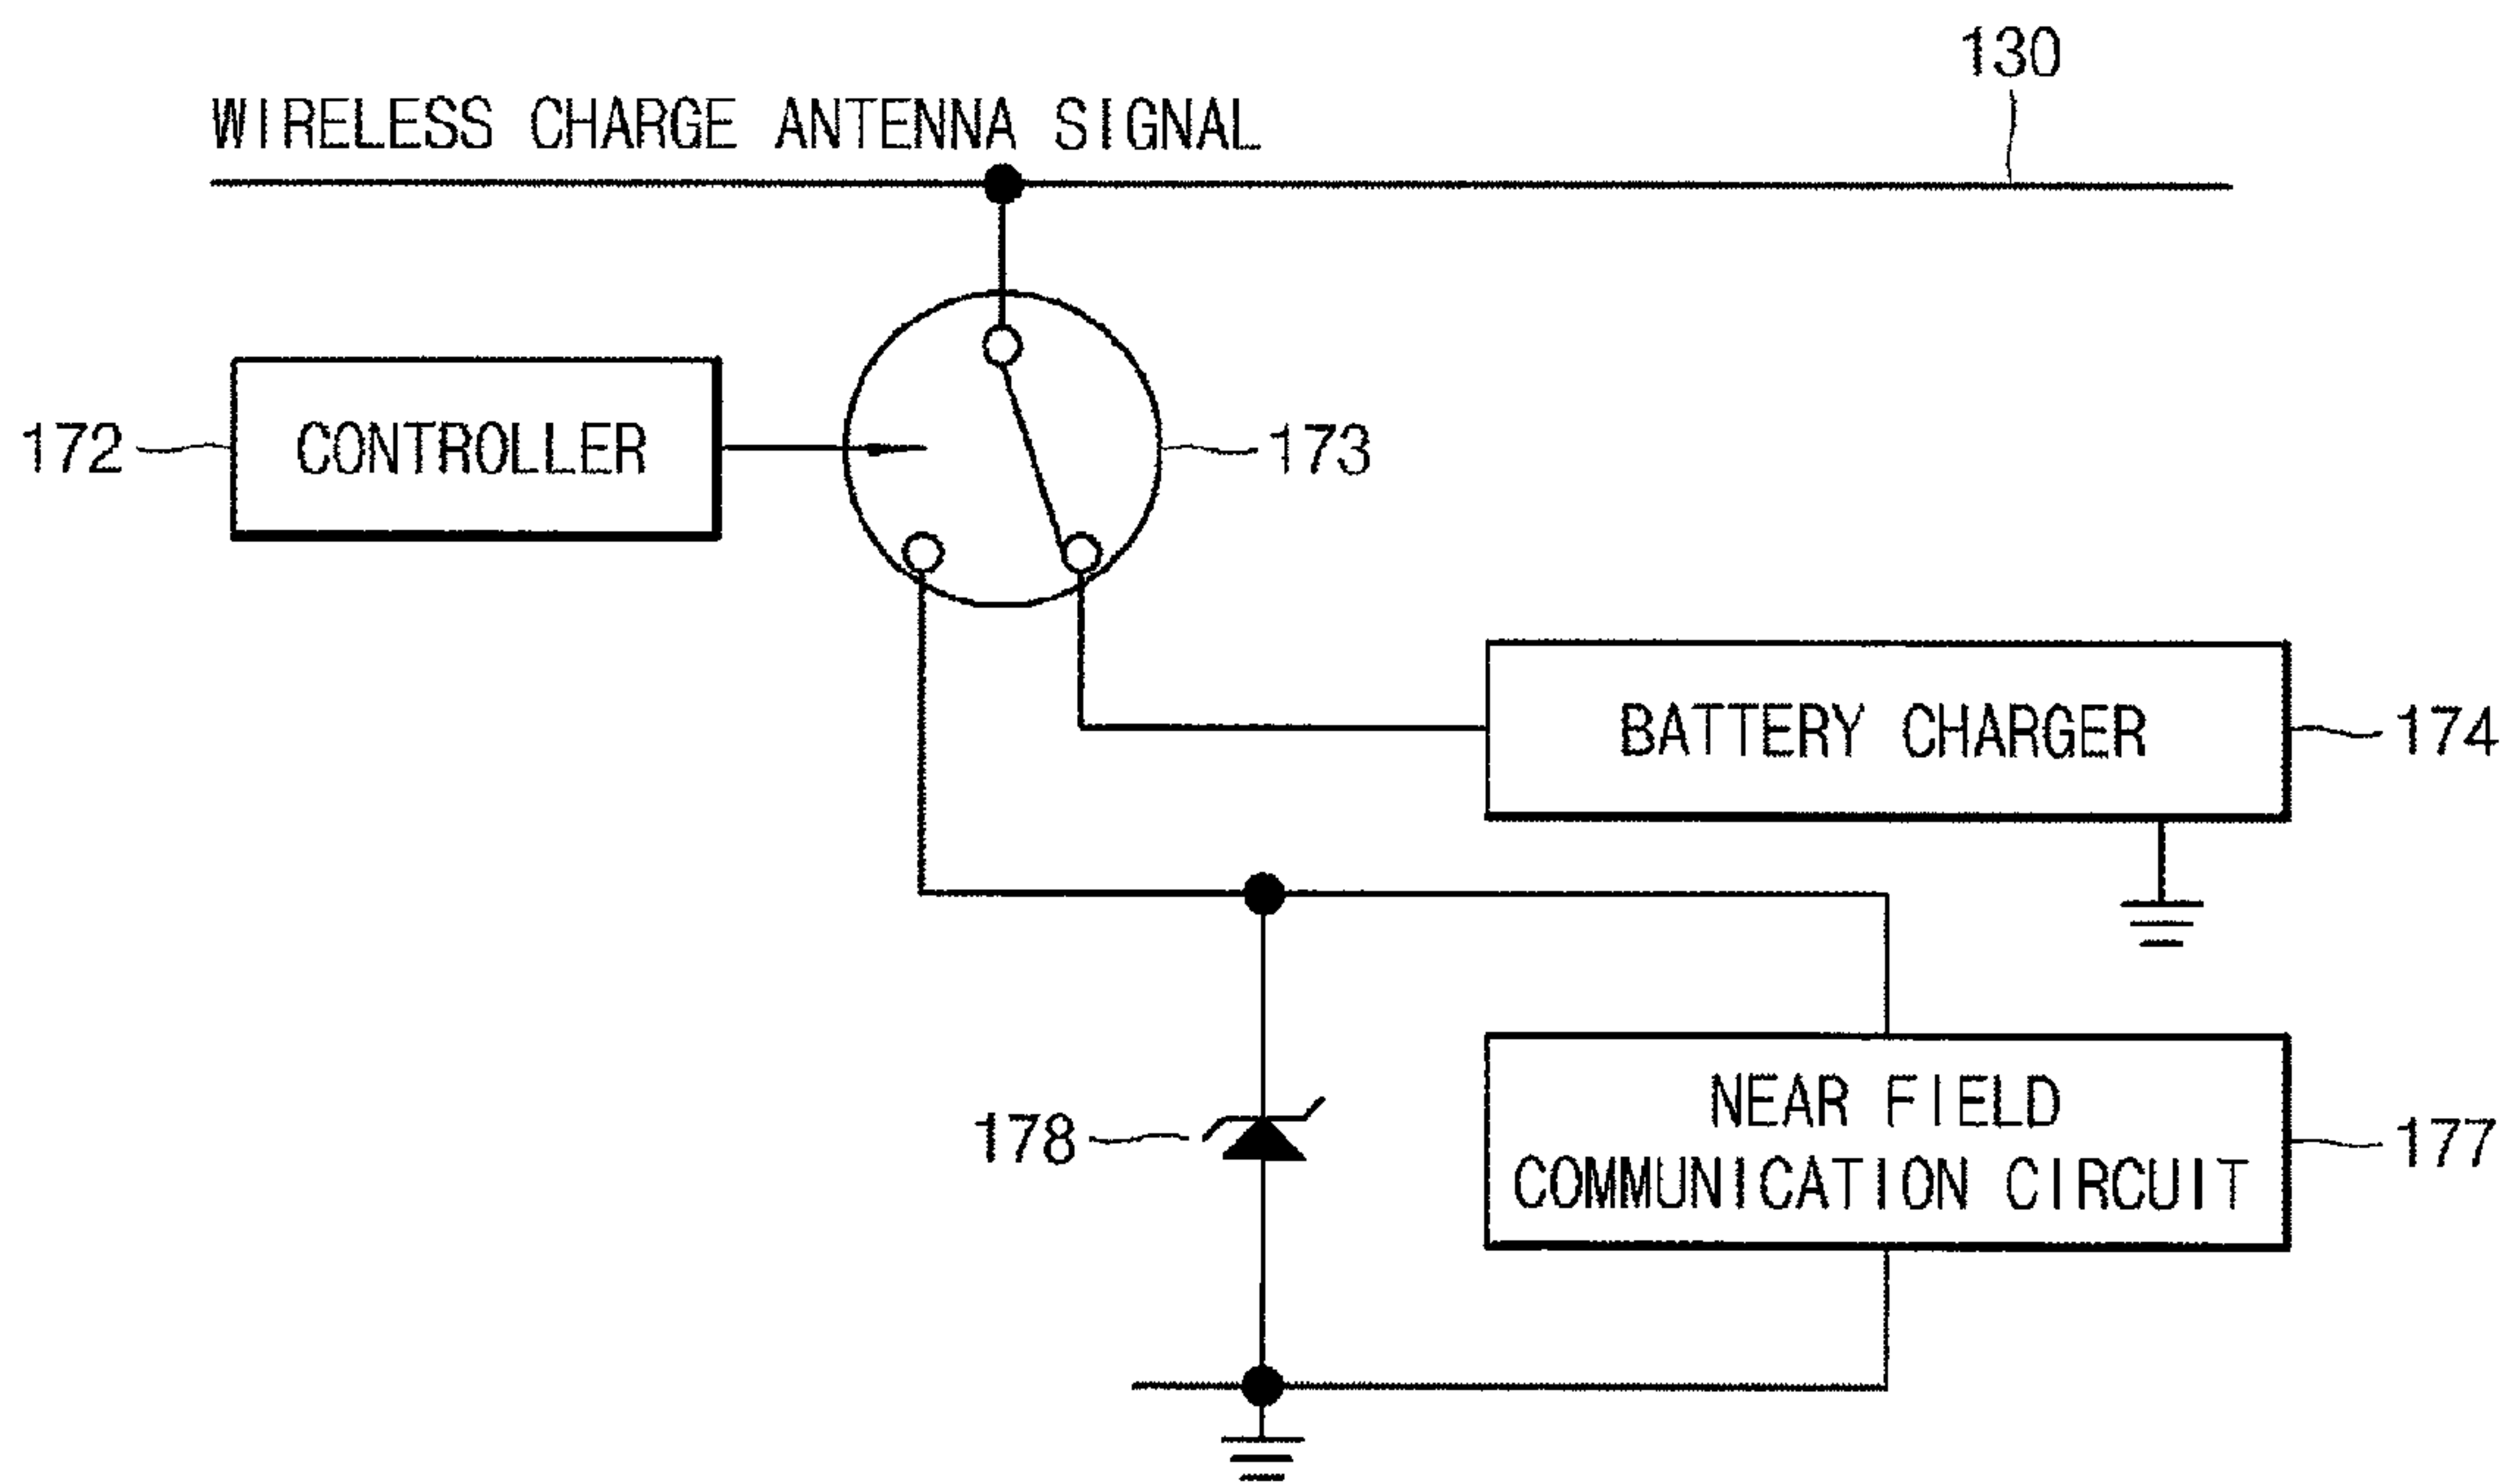 130
WIRELESS CHARGE ANTENNA SIGNAL
172
CONTROLLER
173
BATTERY CHARGER
174
178
NEAR FIELD
COMMUNICATION CIRCUIT
177